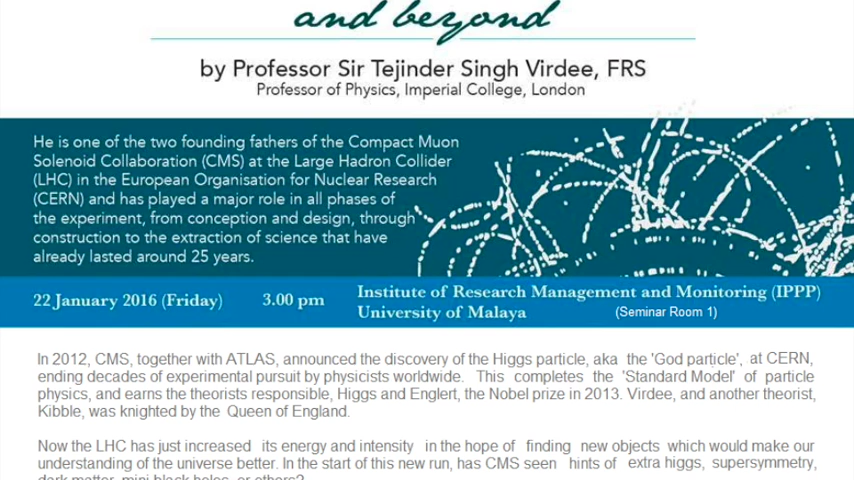 and beyond
by Professor Sir Tejinder Singh Virdee, FRS
Professor of Physics, Imperial College, London
He is one of the two founding fathers of the Compact Muon
Solenoid Collaboration (CMS) at the Large Hadron Collider
(LHC) in the European Organisation for Nuclear Research
(CERN) and has played a major role in all phases of
the experiment, from conception and design, through
construction to the extraction of science that have
already lasted around 25 years.
22 January 2016 (Friday) 3.00 pm Institute of Research Management and Monitoring (IPPP)
University of Malaya (Seminar Room 1)
In 2012, CMS, together with ATLAS, announced the discovery of the Higgs particle, aka the 'God particle', at CERN,
ending decades of experimental pursuit by physicists worldwide. This completes the 'Standard Model' of particle
physics, and earns the theorists responsible, Higgs and Englert, the Nobel prize in 2013. Virdee, and another theorist,
Kibble, was knighted by the Queen of England.
Now the LHC has just increased its energy and intensity in the hope of finding new objects which would make our
understanding of the universe better. In the start of this new run, has CMS seen hints of extra higgs, supersymmetry,
dark matter, mini black holes, or others?